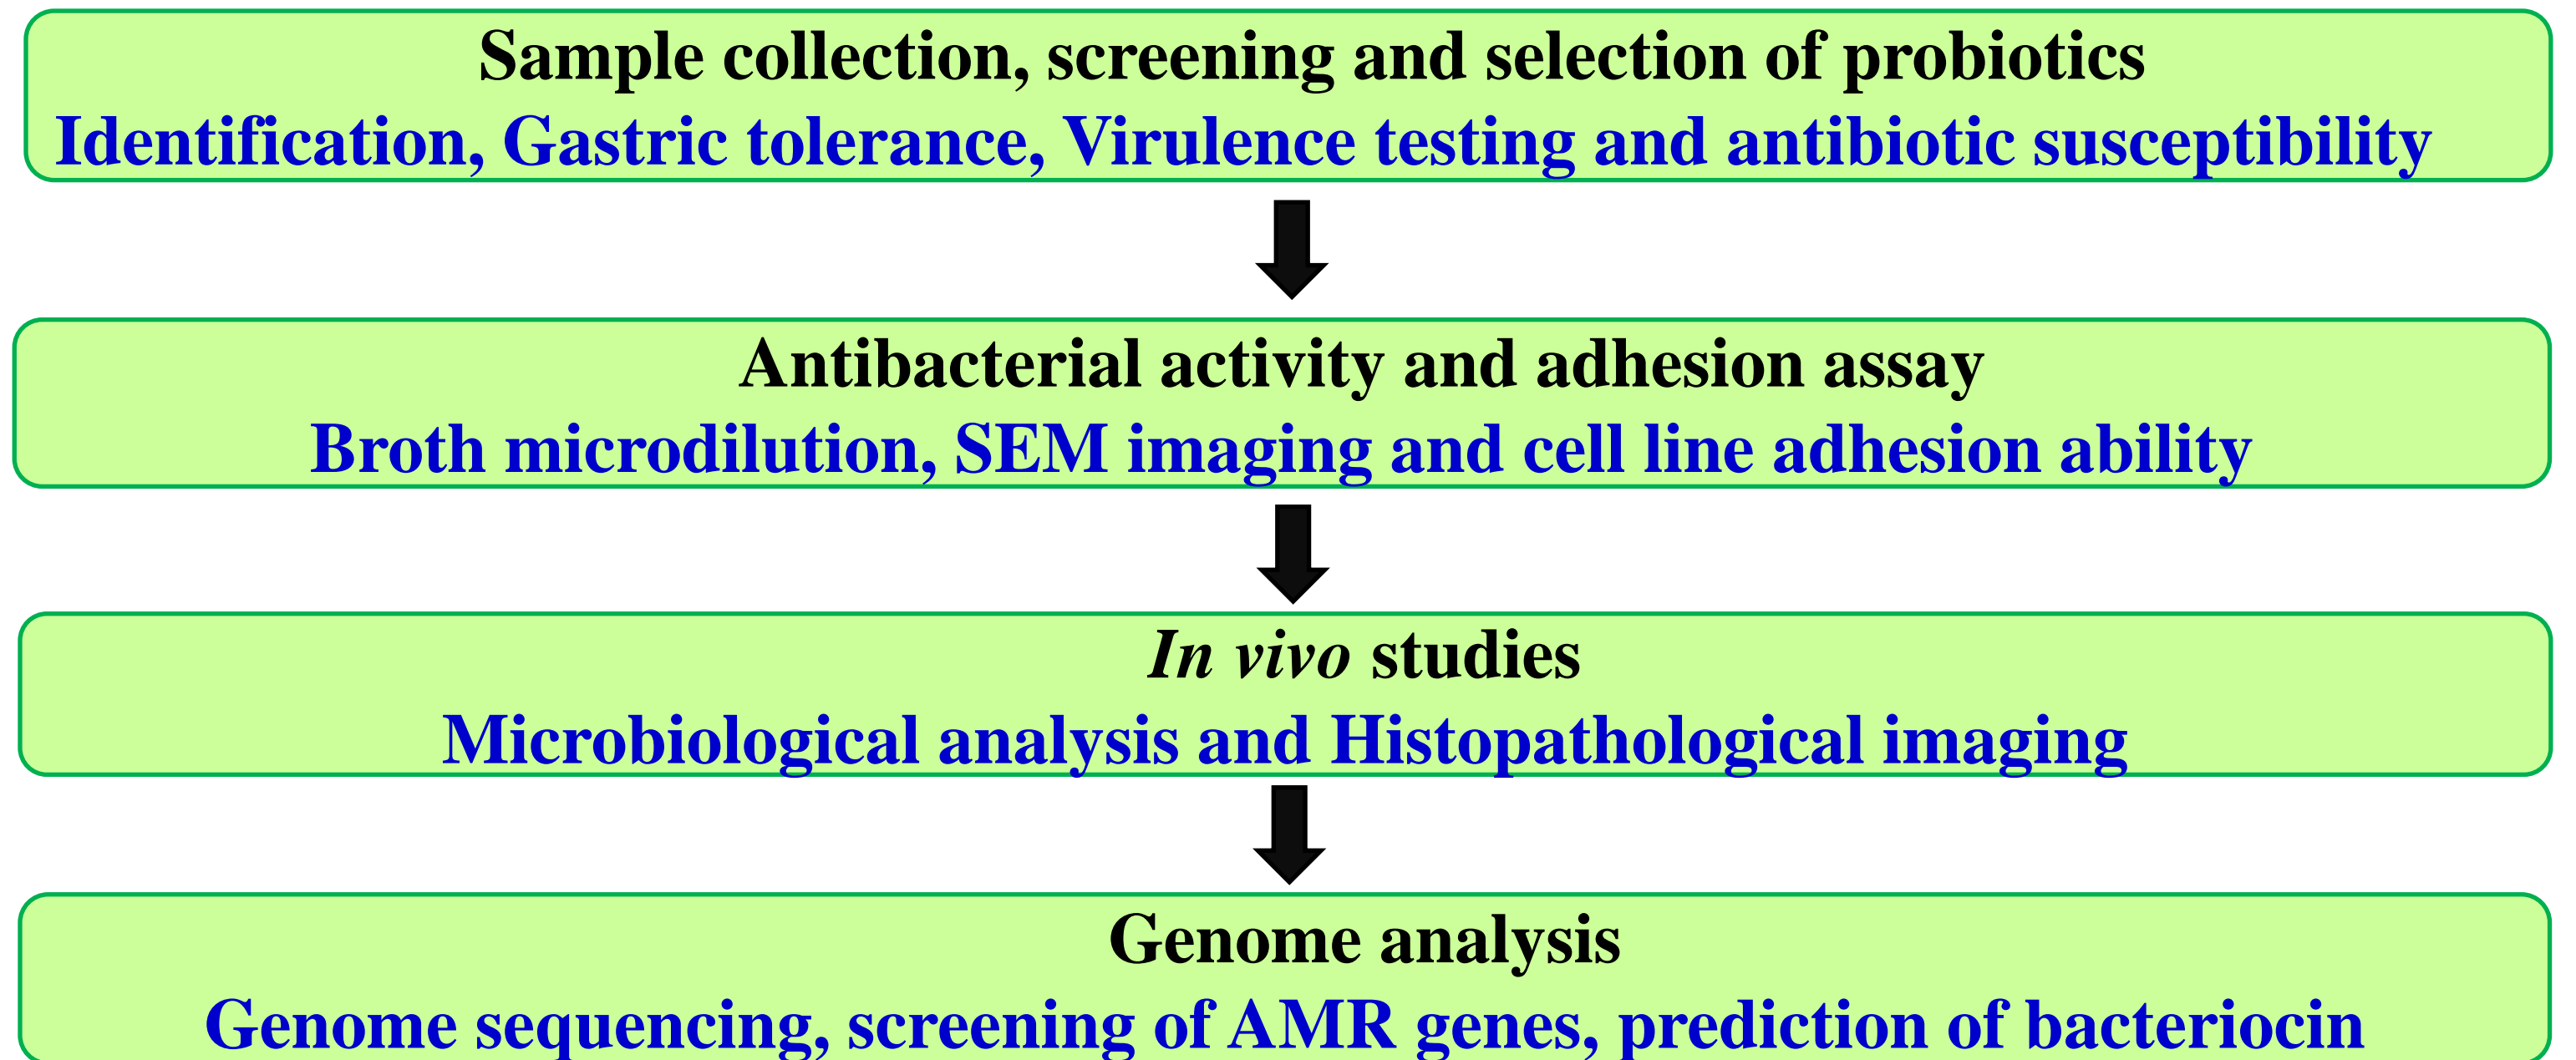 Sample collection, screening and selection of probiotics
Identification, Gastric tolerance, Virulence testing and antibiotic susceptibility
Antibacterial activity and adhesion assay
Broth microdilution, SEM imaging and cell line adhesion ability
In vivo studies
Microbiological analysis and Histopathological imaging
Genome analysis
Genome sequencing, screening of AMR genes, prediction of bacteriocin